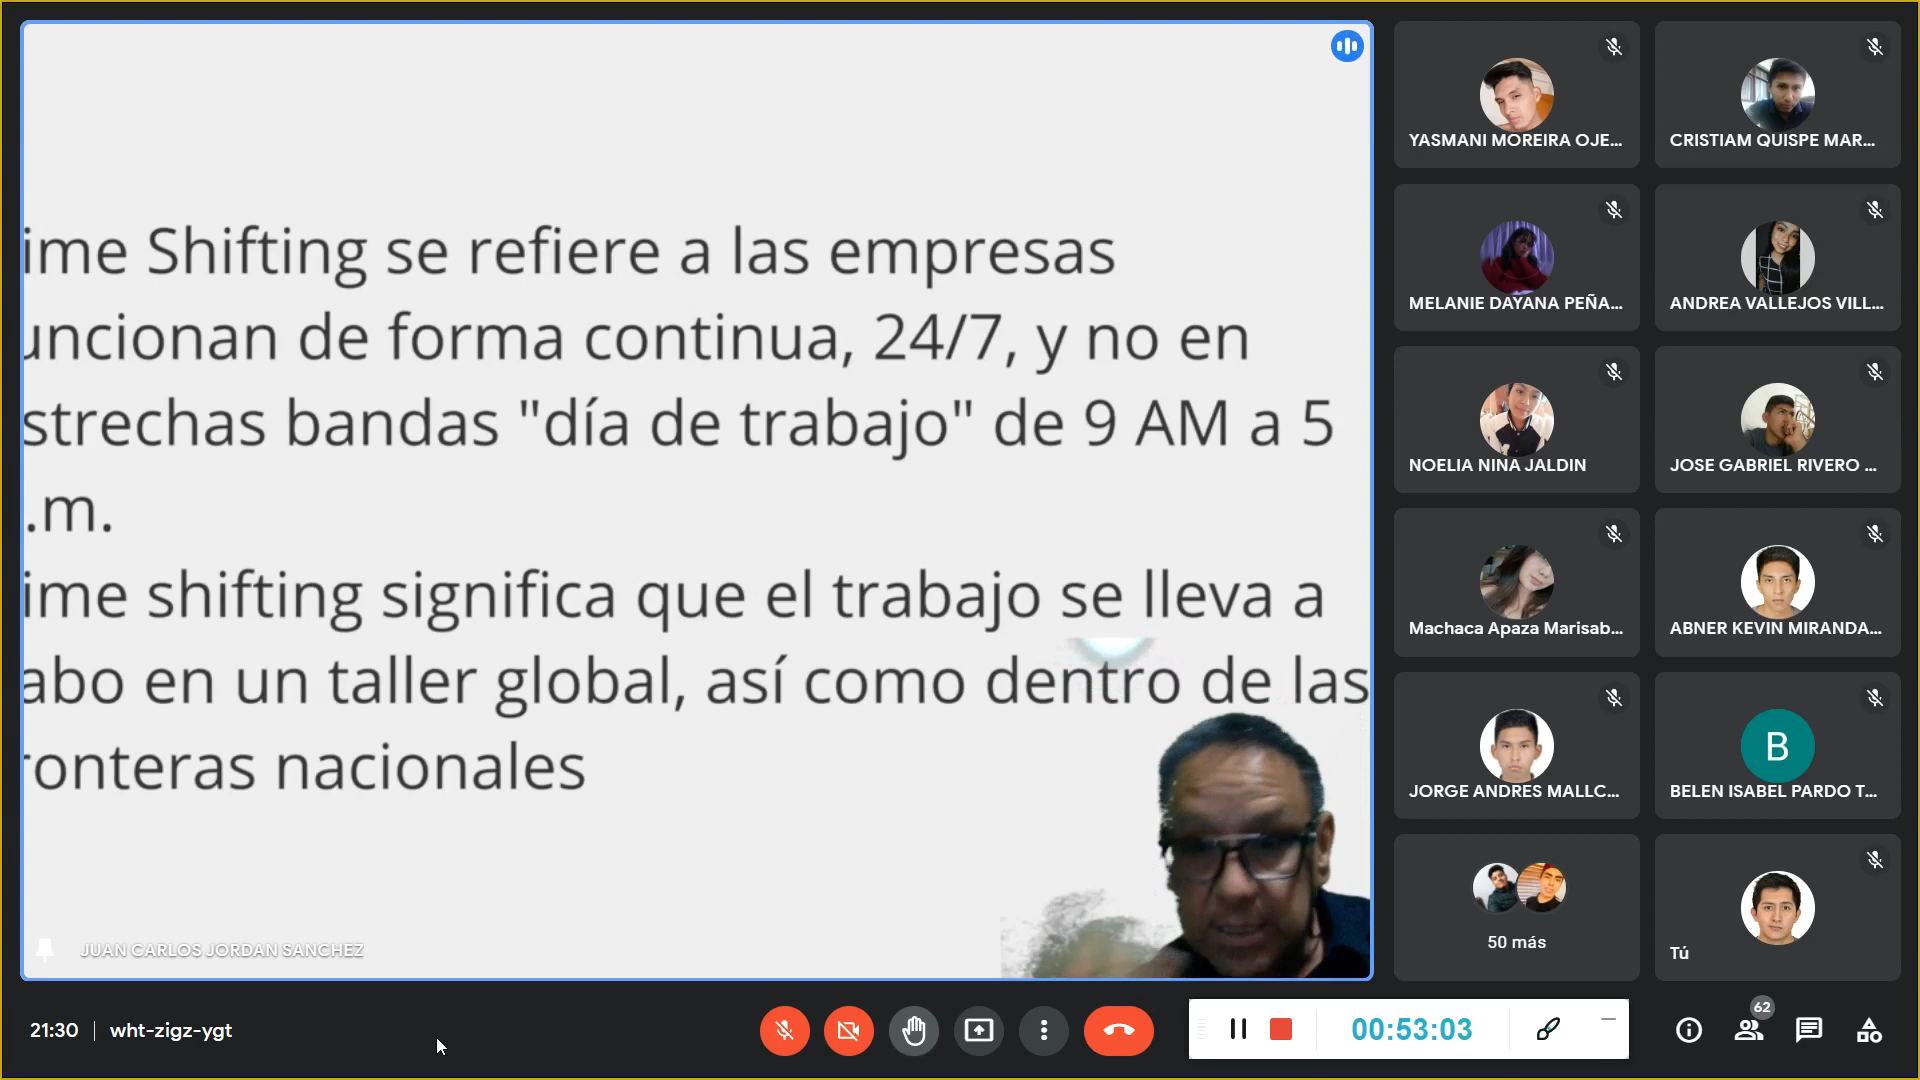 ime Shifting se refiere a las empresas
uncionan de forma continua, 24/7, y no en
strechas bandas "día de trabajo" de 9 AM a 5
.m.
ime shifting significa que el trabajo se lleva a
abo en un taller global, así como dentro de las
ronteras nacionales
JUAN CARLOS JORDAN SANCHEZ
YASMANI MOREIRA OJE...
CRISTIAM QUISPE MAR...
MELANIE DAYANA PEÑA...
ANDREA VALLEJOS VILL...
NOELIA NINA JALDIN
JOSE GABRIEL RIVERO ...
Machaca Apaza Marisab...
ABNER KEVIN MIRANDA...
JORGE ANDRES MALLC...
B
BELEN ISABEL PARDO T...
50 más
Tú
21:30 | wht-zigz-ygt
00:53:03
62